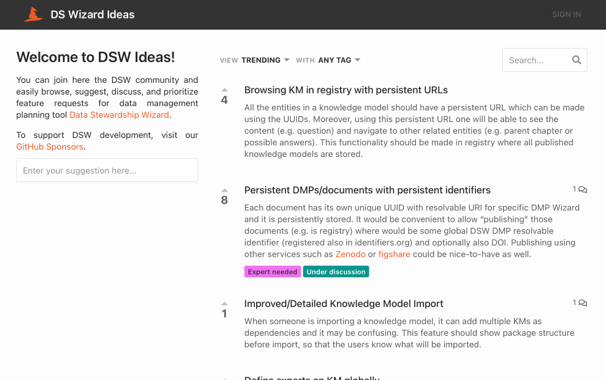 DS Wizard Ideas
SIGN IN
Welcome to DSW Ideas!
You can join here the DSW community and
easily browse, suggest, discuss, and prioritize
feature requests for data management
planning tool Data Stewardship Wizard.
To support DSW development, visit our
GitHub Sponsors.
Enter your suggestion here...
VIEW TRENDING WITH ANY TAG
Search...
4
Browsing KM in registry with persistent URLs
All the entities in a knowledge model should have a persistent URL which can be made
using the UUIDs. Moreover, using this persistent URL one will be able to see the
content (e.g. question) and navigate to other related entities (e.g. parent chapter or
possible answers). This functionality should be made in registry where all published
knowledge models are stored.
8
Persistent DMPs/documents with persistent identifiers
1
Each document has its own unique UUID with resolvable URI for specific DMP Wizard
and it is persistently stored. It would be convenient to allow "publishing" those
documents (e.g. is registry) where would be some global DSW DMP resolvable
identifier (registered also in identifiers.org) and optionally also DOI. Publishing using
other services such as Zenodo or figshare could be nice-to-have as well.
Expert needed Under discussion
1
Improved/Detailed Knowledge Model Import
1
When someone is importing a knowledge model, it can add multiple KMs as
dependencies and it may be confusing. This feature should show package structure
before import, so that the users know what will be imported.
Define experts on KM globally